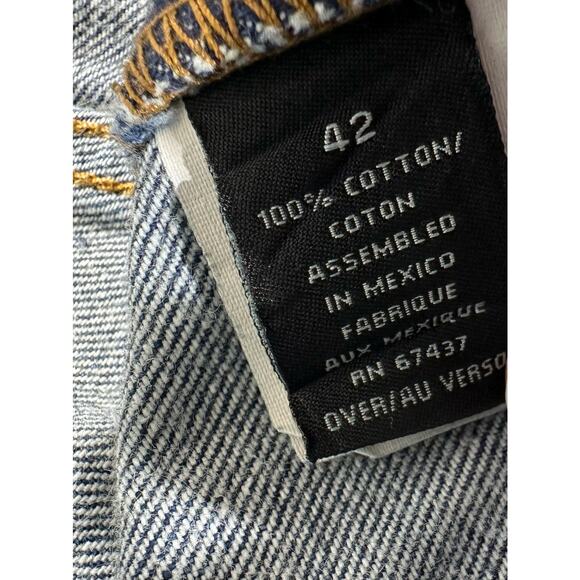 42
100% COTTON/
COTON
ASSEMBLED
IN MEXICO
FABRIQUE
AUX MEXIQUE
RN 67437
OVER/AU VERSO